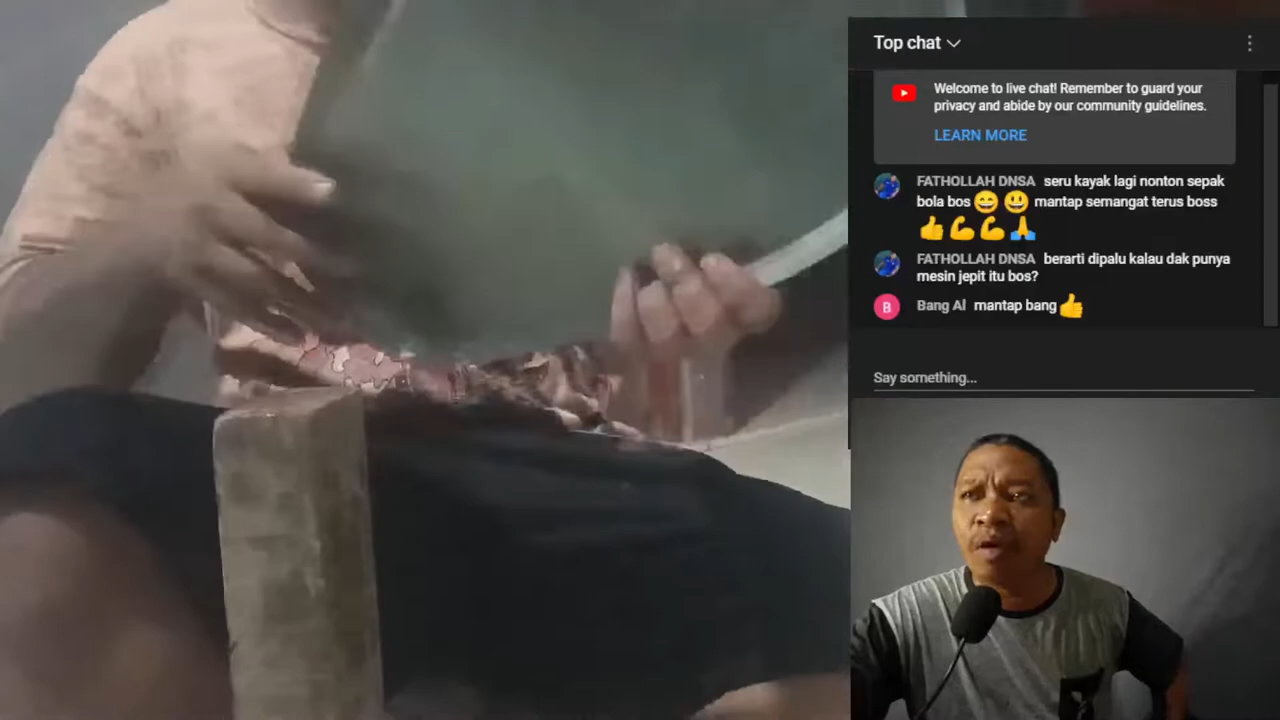 Top chat
Welcome to live chat! Remember to guard your
privacy and abide by our community guidelines.
LEARN MORE
FATHOLLAH DNSA seru kayak lagi nonton sepak
bola bos😄 😃 mantap semangat terus boss
👍💪💪🙏
FATHOLLAH DNSA berarti dipalu kalau dak punya
mesin jepit itu bos?
B Bang Al mantap bang👍
Say something...